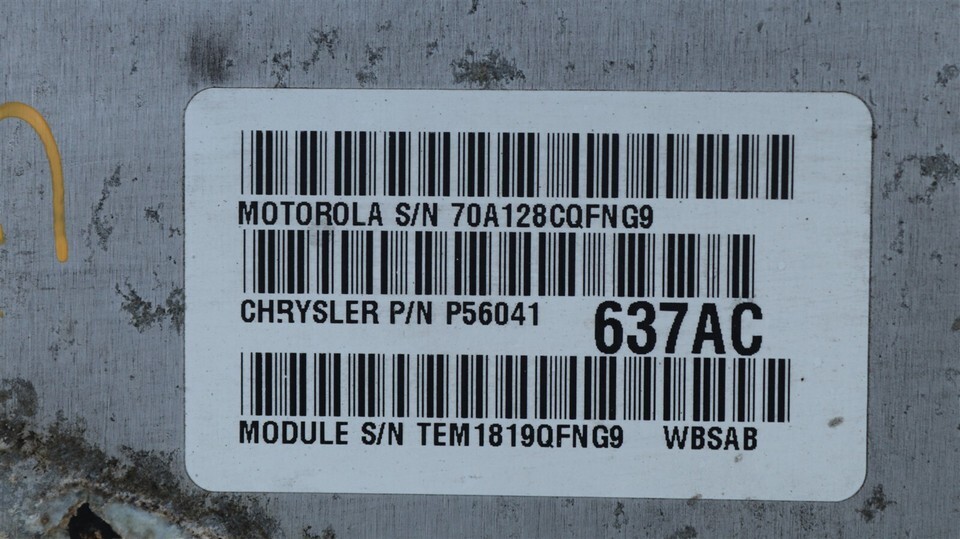 MOTOROLA S/N 70A128CQFNG9
CHRYSLER P/N P56041 637AC
MODULE S/N TEM1819QFNG9 WBSAB